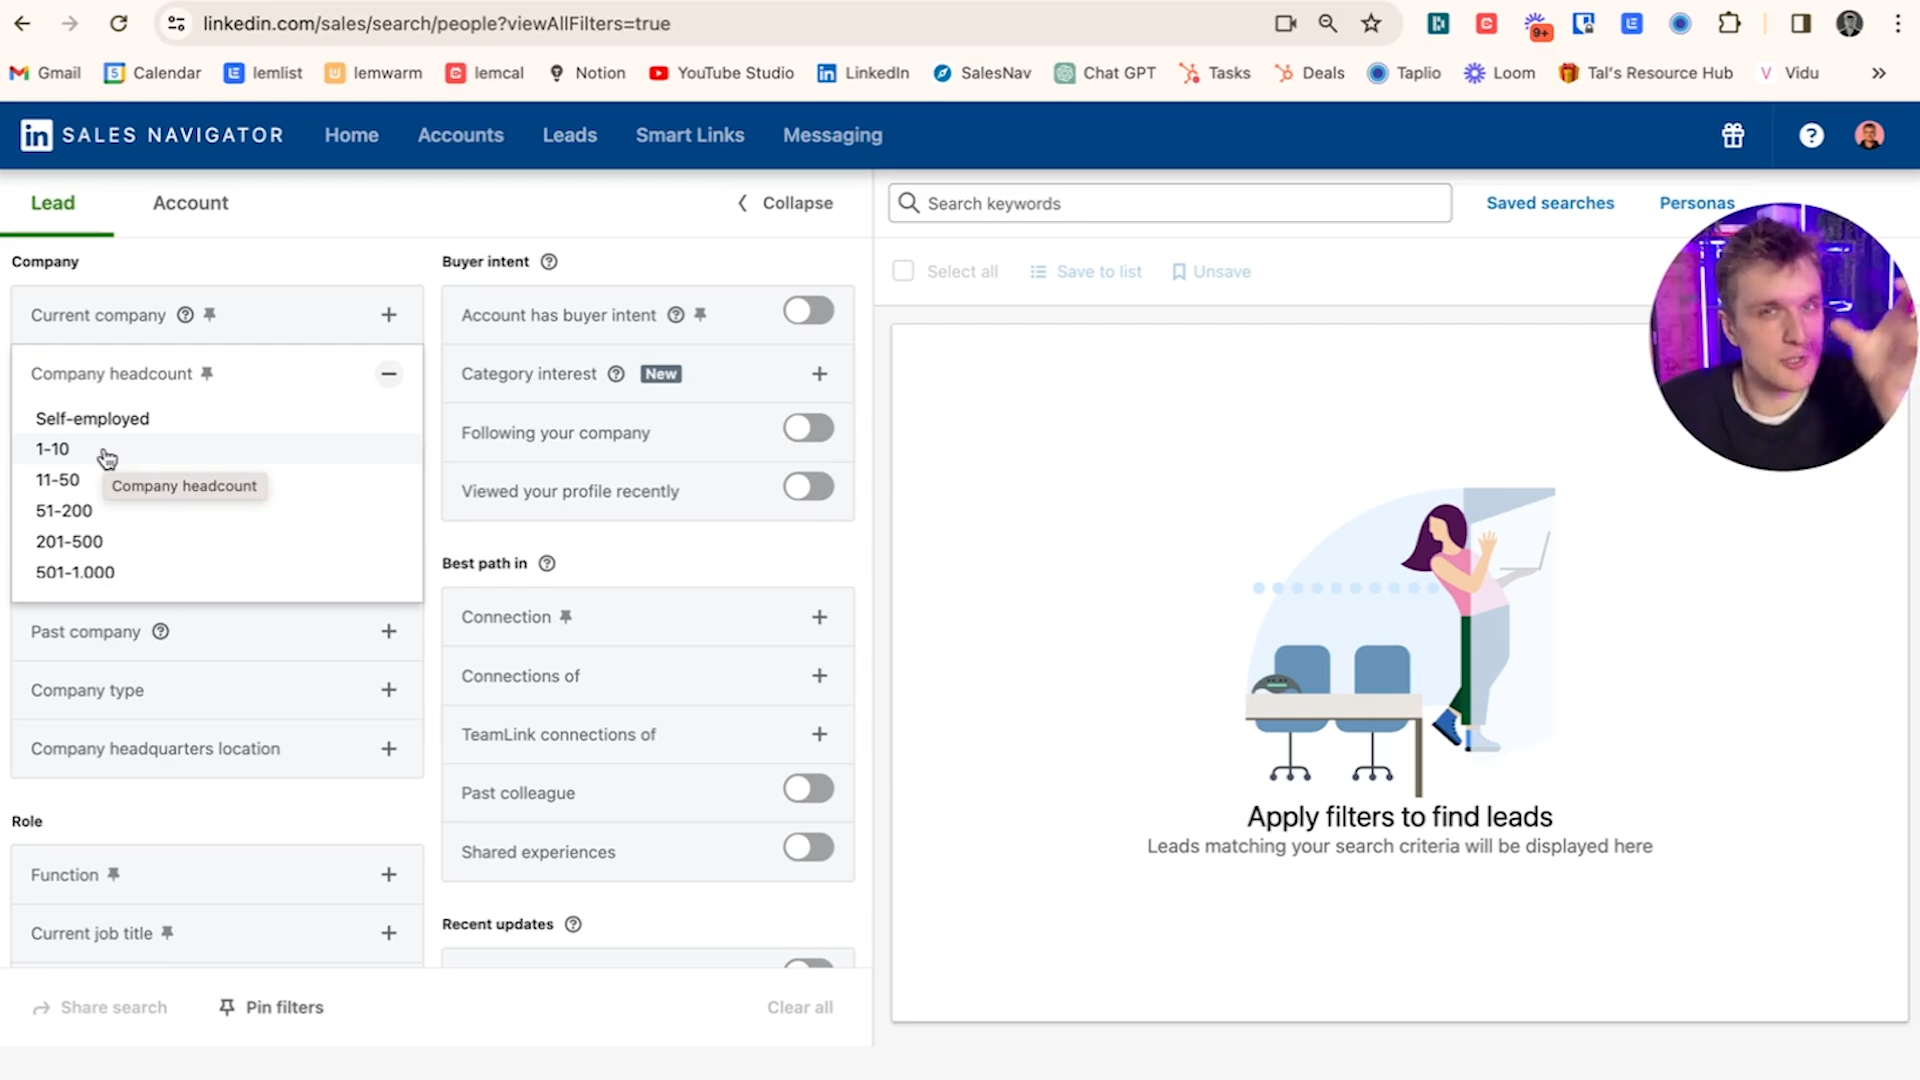 linkedin.com/sales/search/people?viewAllFilters=true
9+
Gmail
5 Calendar
lemlist
lemwarm
lemcal
Notion
YouTube Studio
in LinkedIn
SalesNav
Chat GPT
Tasks
Deals
Taplio
Loom
Tal's Resource Hub
V Vidu
in SALES NAVIGATOR
Home
Accounts
Leads
Smart Links
Messaging
Lead
Account
Collapse
Search keywords
Saved searches
Personas
Select all
Save to list
Unsave
Company
Current company
Company headcount
Self-employed
1-10
11-50
Company headcount
51-200
201-500
501-1,000
Past company
Company type
Company headquarters location
Role
Function
Current job title
Buyer intent
Account has buyer intent
Category interest New
Following your company
Viewed your profile recently
Best path in
Connection
Connections of
TeamLink connections of
Past colleague
Shared experiences
Recent updates
Share search
Pin filters
Clear all
Apply filters to find leads
Leads matching your search criteria will be displayed here